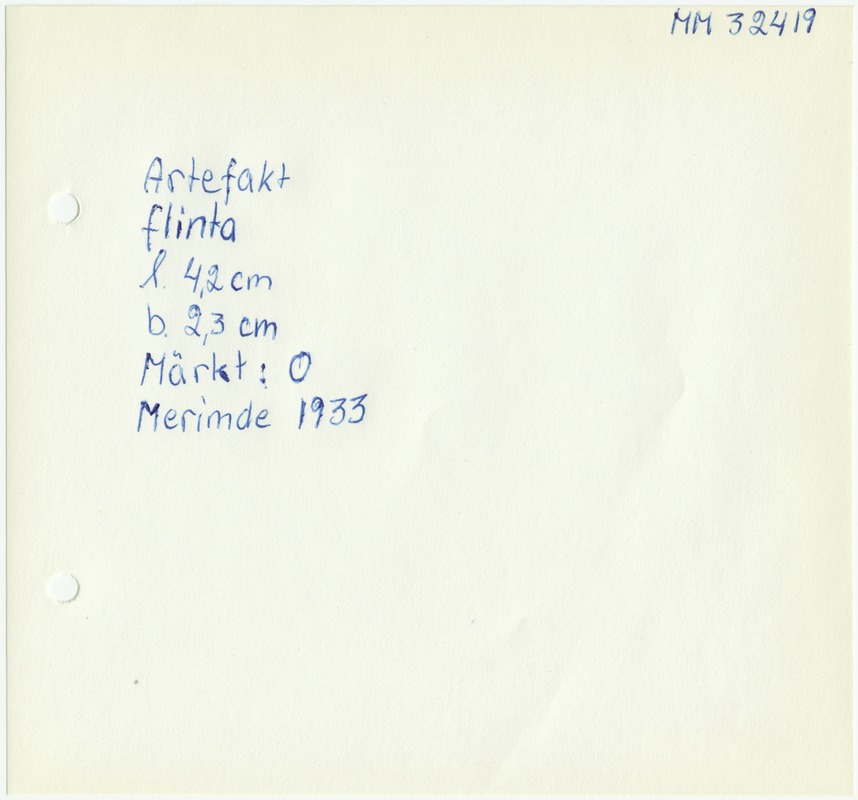 MM 32419
Artefakt
flinta
l. 4,2 cm
b. 2,3 cm
Märkt: O
Merimde 1933